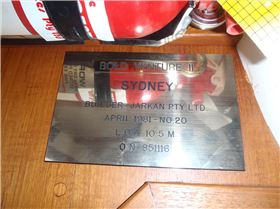 BOLD VENTURE II
SYDNEY
BUILDER - JARKAN PTY LTD
APRIL 1981 - NO 20
L.O.A. 10.5 M
O.N. 851116